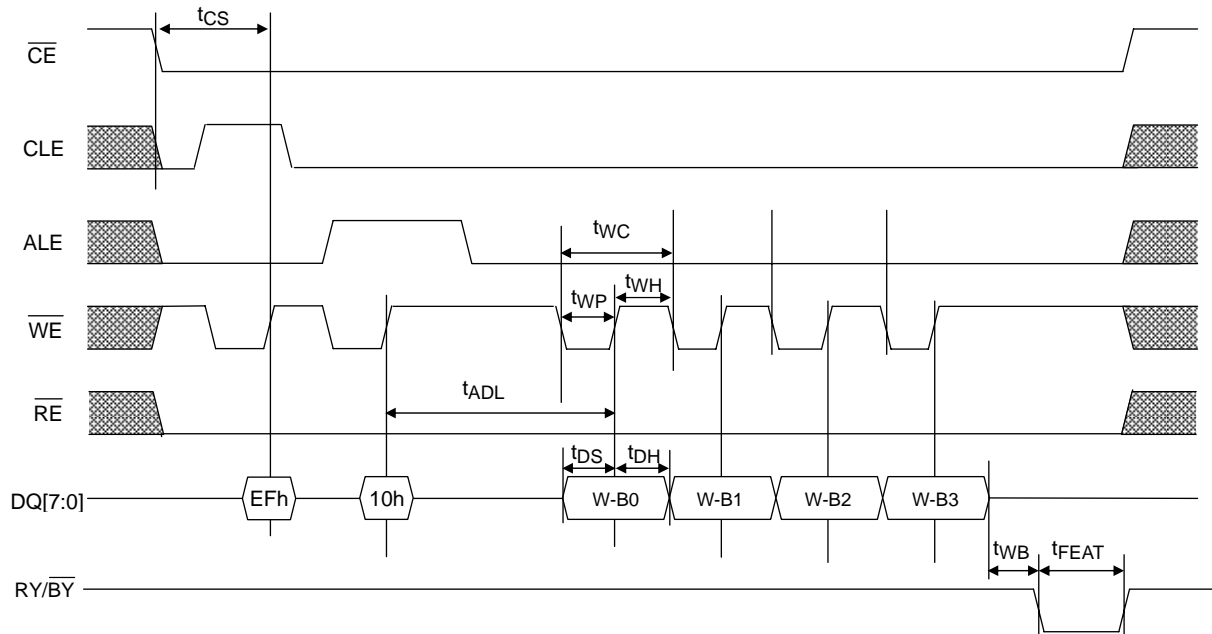 tCS
CE
CLE
ALE
tWC
tWH
tWP
WE
tADL
RE
tDS
tDH
DQ[7:0]
EFh
10h
W-B0
W-B1
W-B2
W-B3
tWB
tFEAT
RY/BY